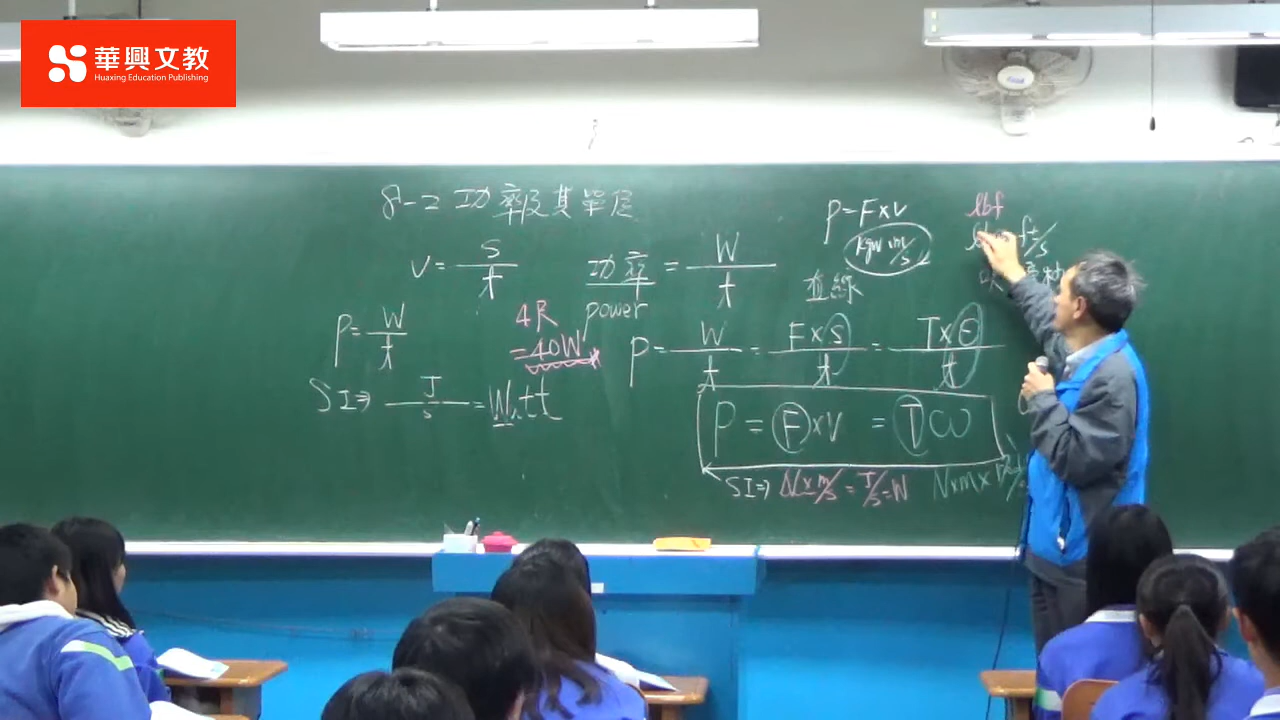 華興文教
Huaxing Education Publishing
8-2 功率及其單位
P=F×V
lbf
kgw m/s
ft/s
V=S/t
功率=W/t
power
直線
P=W/t
4R
=40W
P=W/t=F×S/t=T×θ/t
SI⇒ J/s=Watt
P=F×V=Tω
SI⇒ N×m/s=J/s=W
N×m×